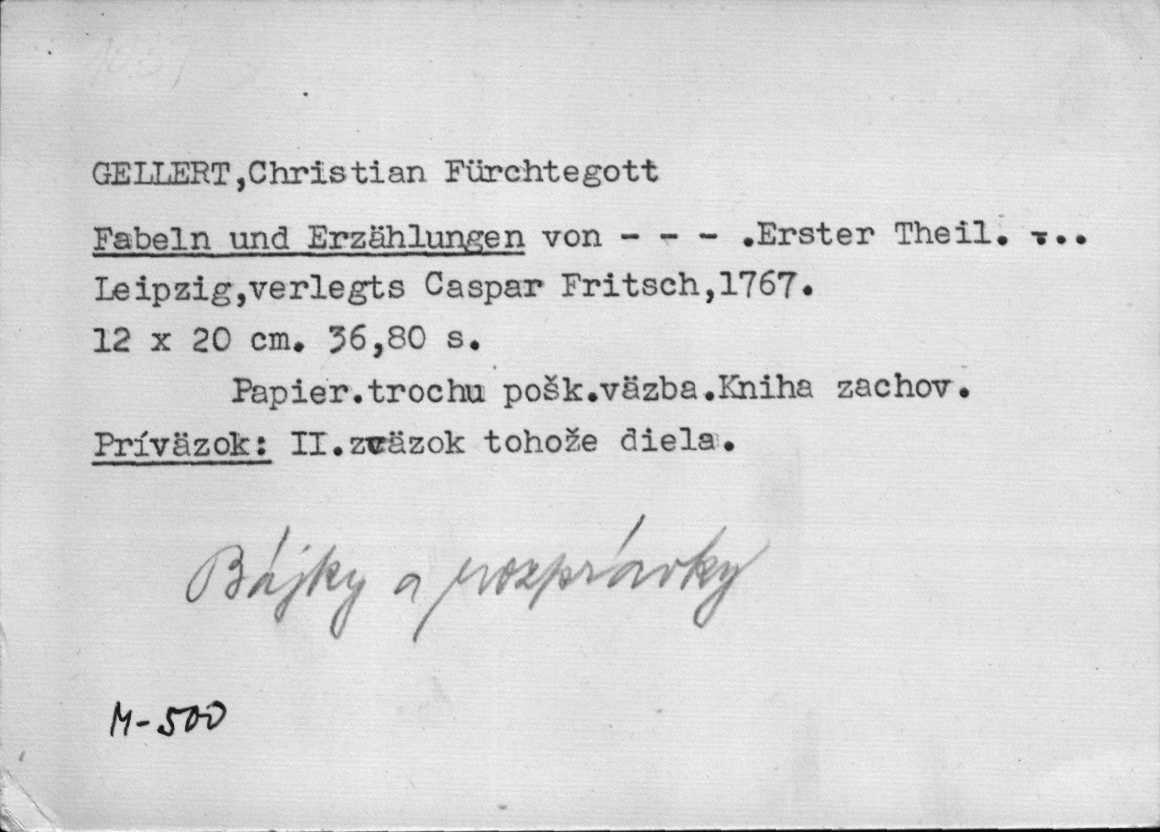 GELLERT,Christian Fürchtegott
Fabeln und Erzählungen von - - - .Erster Theil. ...
Leipzig,verlegts Caspar Fritsch,1767.
12 x 20 cm. 36,80 s.
Papier.trochu pošk.väzba.Kniha zachov.
Príväzok: II.zväzok tohože diela.
Bájky a rozprávky
M-500